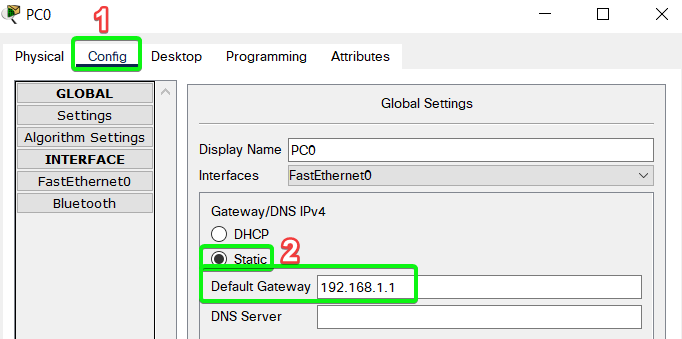 PC0
1
Physical Config Desktop Programming Attributes
GLOBAL
Settings
Algorithm Settings
INTERFACE
FastEthernet0
Bluetooth
Global Settings
Display Name PC0
Interfaces FastEthernet0
Gateway/DNS IPv4
DHCP
Static 2
Default Gateway 192.168.1.1
DNS Server